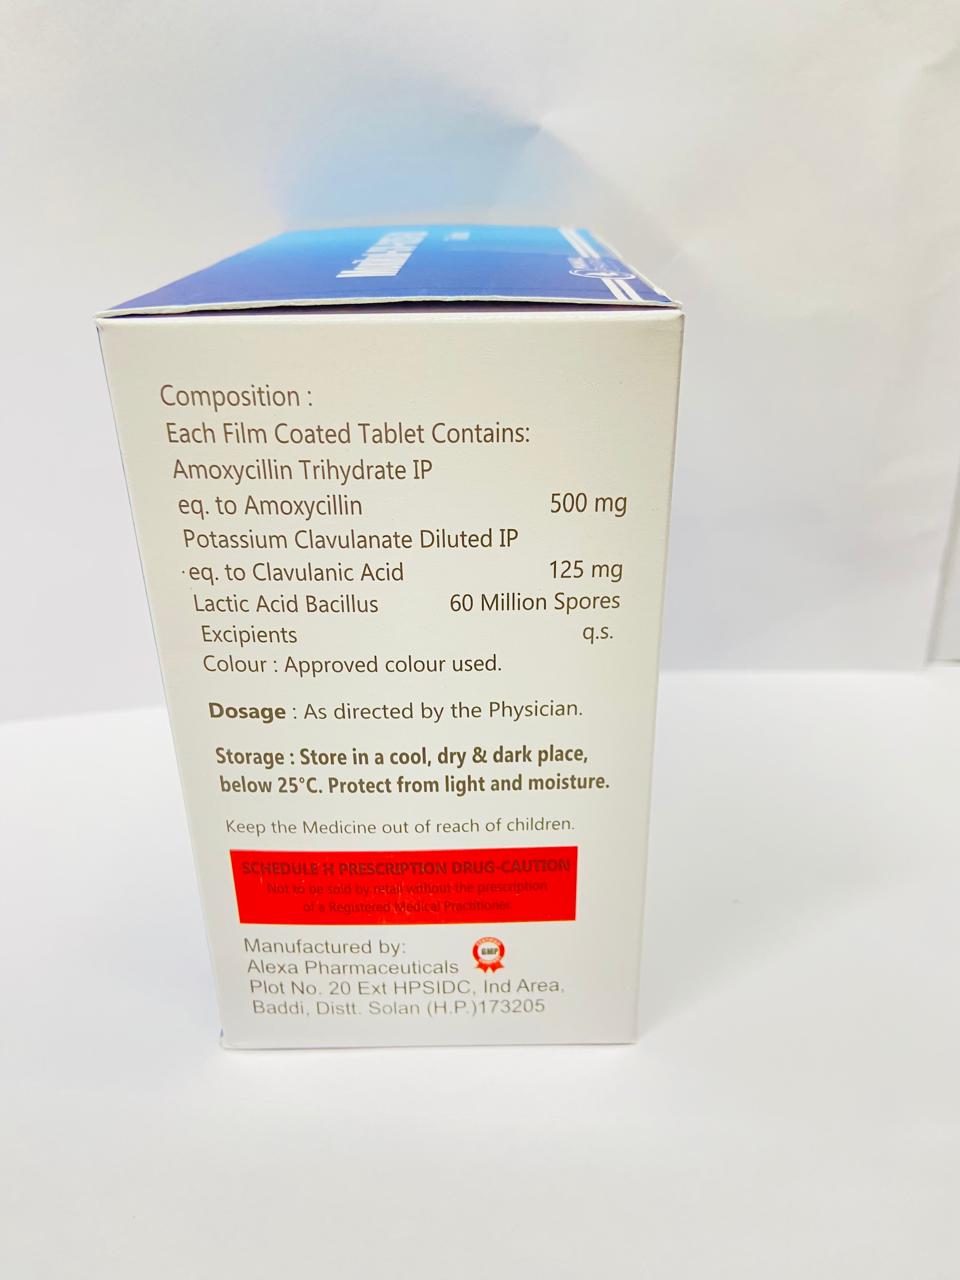 Composition :
Each Film Coated Tablet Contains:
Amoxycillin Trihydrate IP
eq. to Amoxycillin 500 mg
Potassium Clavulanate Diluted IP
eq. to Clavulanic Acid 125 mg
Lactic Acid Bacillus 60 Million Spores
Excipients q.s.
Colour : Approved colour used.
Dosage : As directed by the Physician.
Storage : Store in a cool, dry & dark place,
below 25°C. Protect from light and moisture.
Keep the Medicine out of reach of children.
SCHEDULE H PRESCRIPTION DRUG-CAUTION
Not to be sold by retail without the prescription
of a Registered Medical Practitioner.
Manufactured by:
GMP
Alexa Pharmaceuticals
Plot No. 20 Ext HPSIDC, Ind Area,
Baddi, Distt. Solan (H.P.)173205